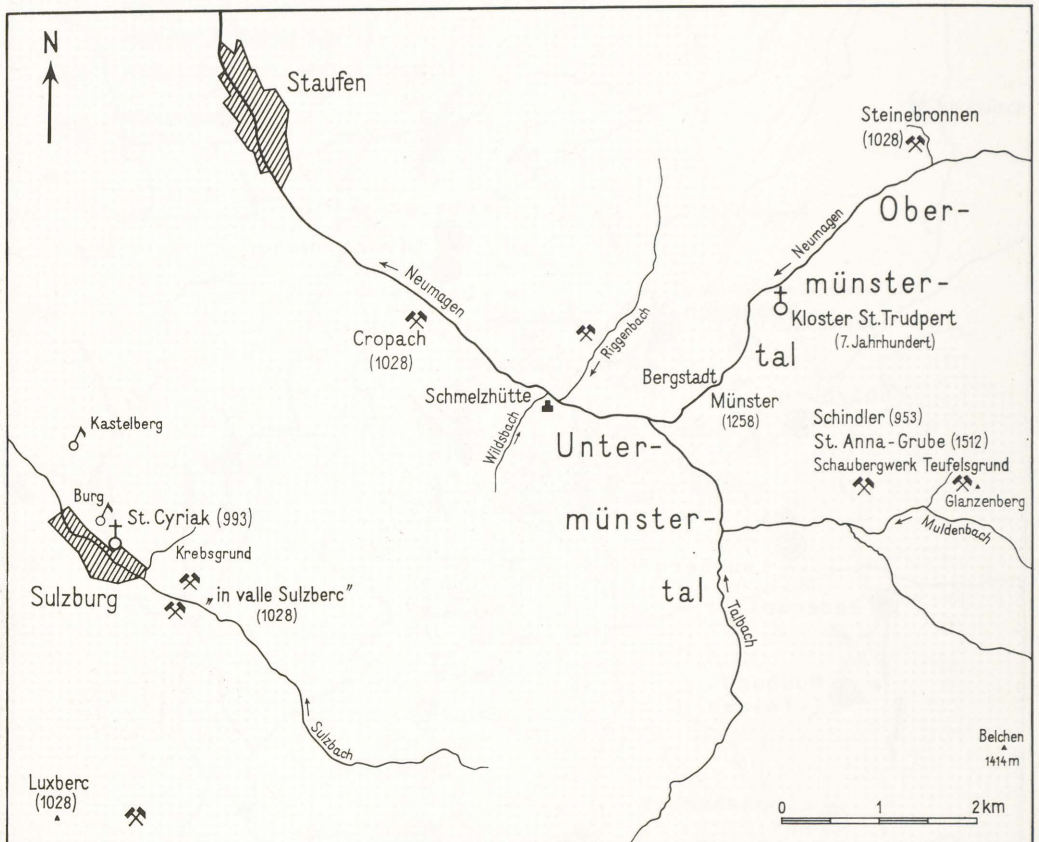 N
Staufen
Steinebronnen
(1028)
Ober-
Neumagen
münster-
Kloster St.Trudpert
(7. Jahrhundert)
tal
Neumagen
Cropach
(1028)
Riggenbach
Bergstadt
Münster
(1258)
Schmelzhütte
Wildsbach
Unter-
münster-
tal
Schindler (953)
St. Anna-Grube (1512)
Schaubergwerk Teufelsgrund
Glanzenberg
Muldenbach
Talbach
Kastelberg
Burg
St. Cyriak (993)
Krebsgrund
Sulzburg
„in valle Sulzberc”
(1028)
Sulzbach
Luxberc
(1028)
Belchen
1414 m
0 1 2 km